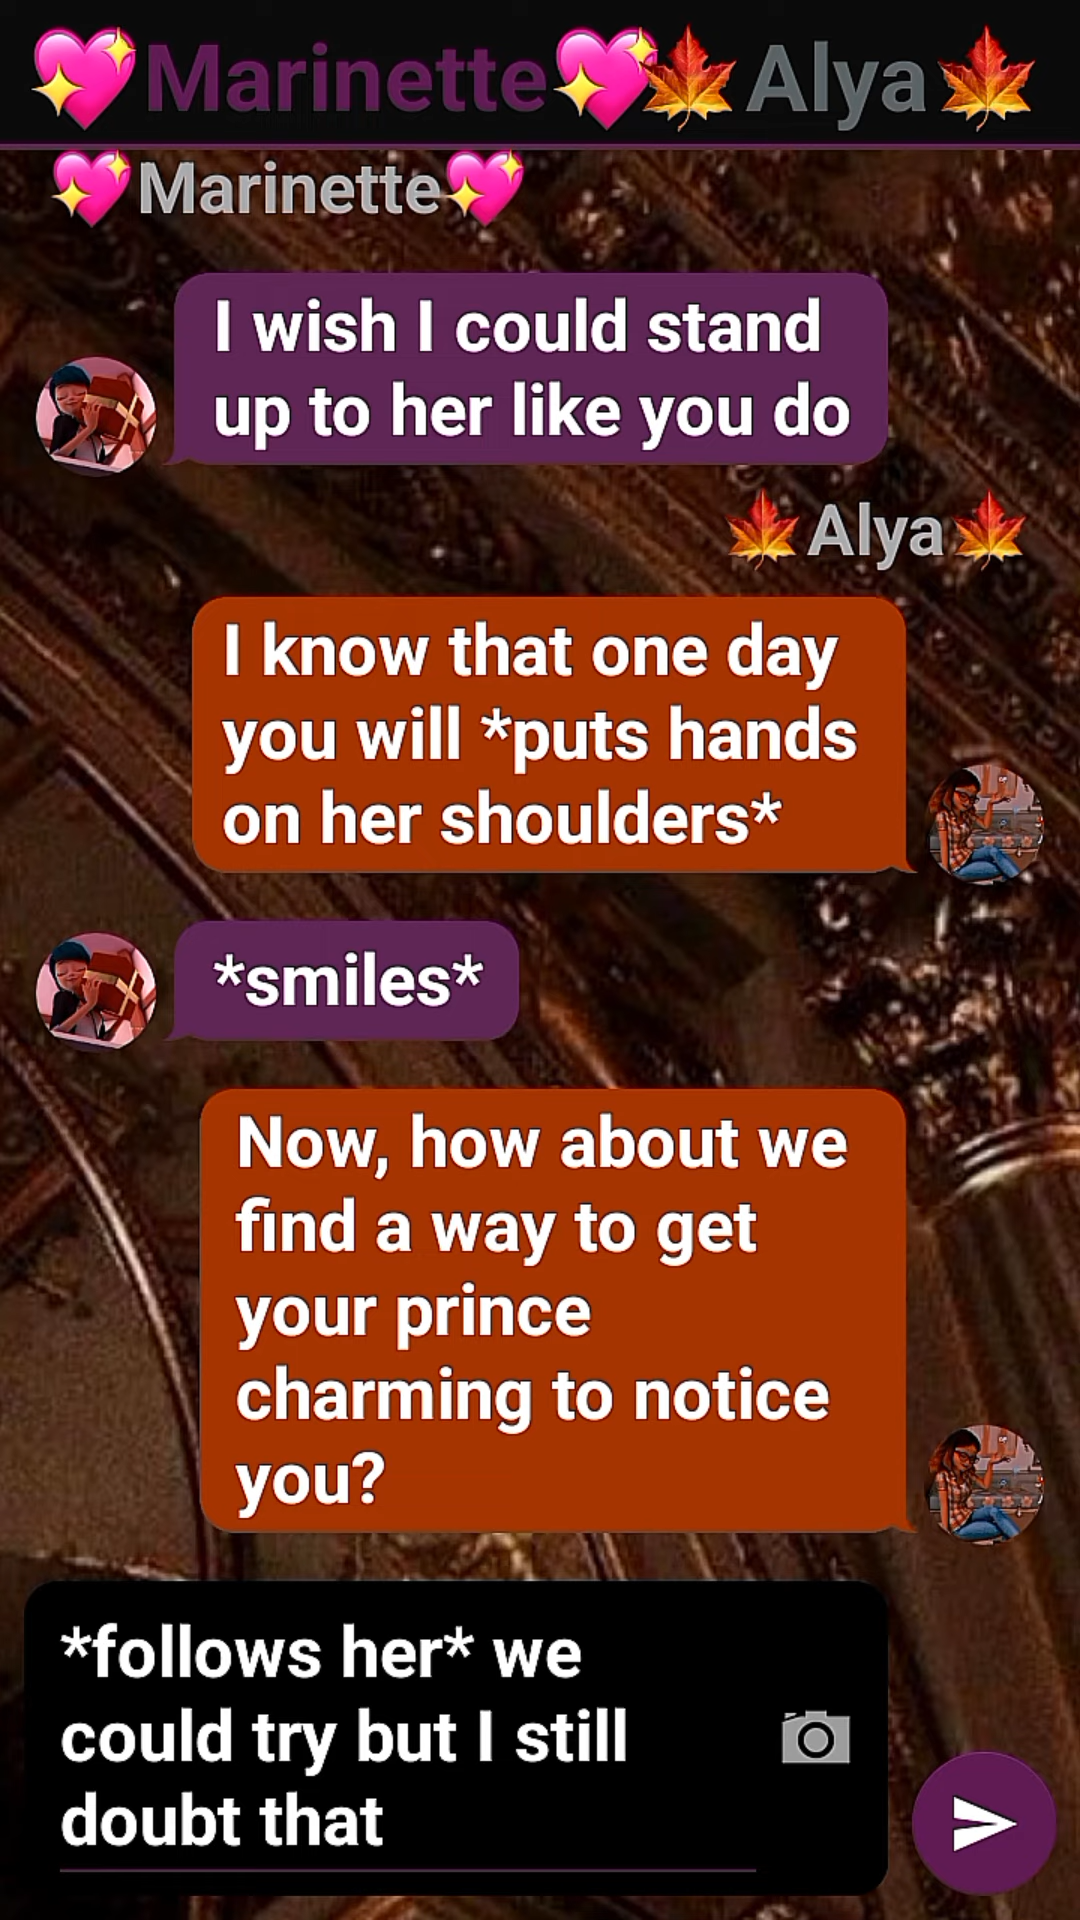 💖Marinette💖🍁Alya🍁
💖Marinette💖
I wish I could stand
up to her like you do
🍁Alya🍁
I know that one day
you will *puts hands
on her shoulders*
*smiles*
Now, how about we
find a way to get
your prince
charming to notice
you?
*follows her* we
could try but I still
doubt that